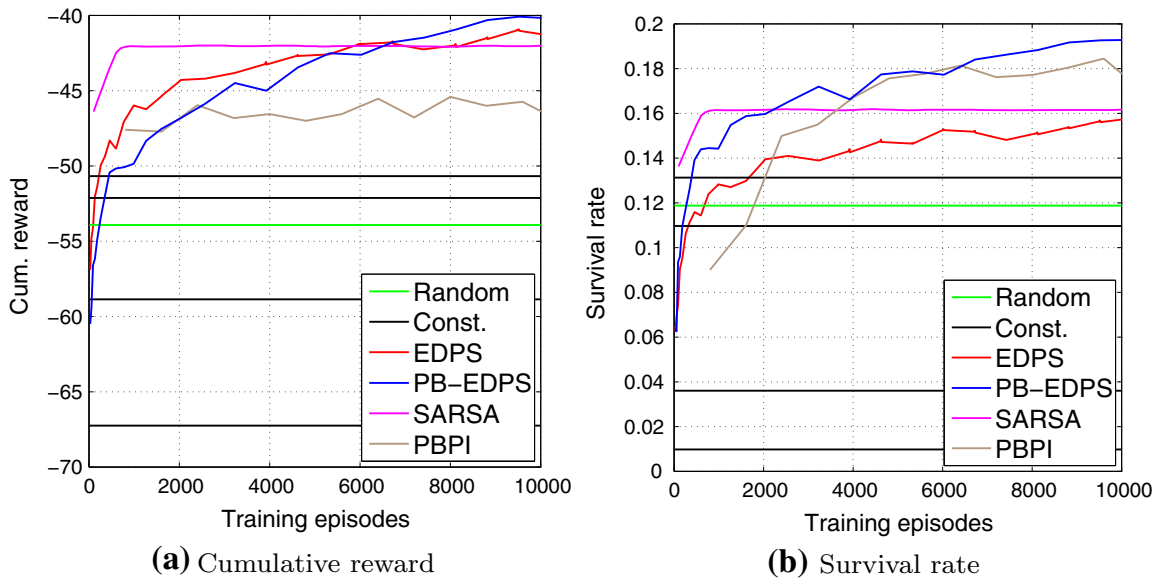 −40
−45
−50
−55
−60
−65
−70
Cum. reward
0 2000 4000 6000 8000 10000
Training episodes
Random
Const.
EDPS
PB−EDPS
SARSA
PBPI
(a) Cumulative reward
0.2
0.18
0.16
0.14
0.12
0.1
0.08
0.06
0.04
0.02
0
Survival rate
0 2000 4000 6000 8000 10000
Training episodes
Random
Const.
EDPS
PB−EDPS
SARSA
PBPI
(b) Survival rate